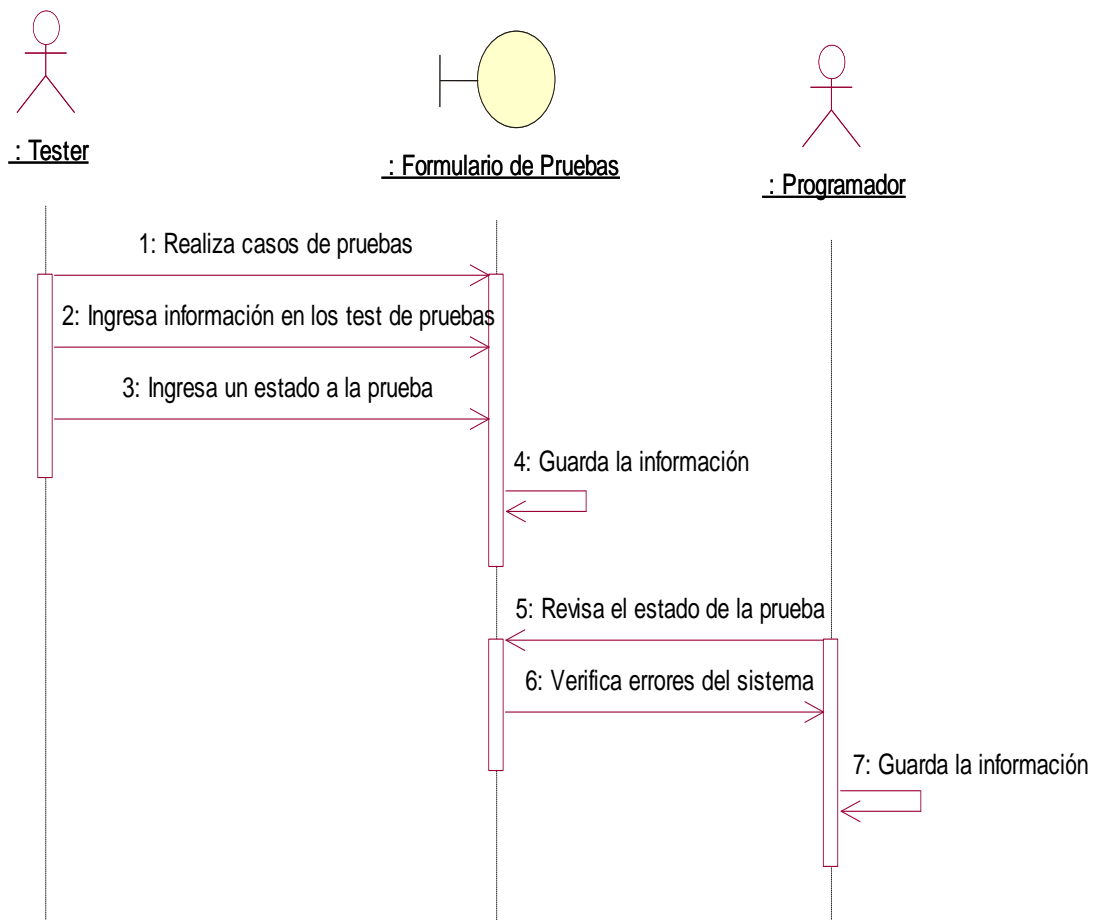 : Tester
: Formulario de Pruebas
: Programador
1: Realiza casos de pruebas
2: Ingresa información en los test de pruebas
3: Ingresa un estado a la prueba
4: Guarda la información
5: Revisa el estado de la prueba
6: Verifica errores del sistema
7: Guarda la información